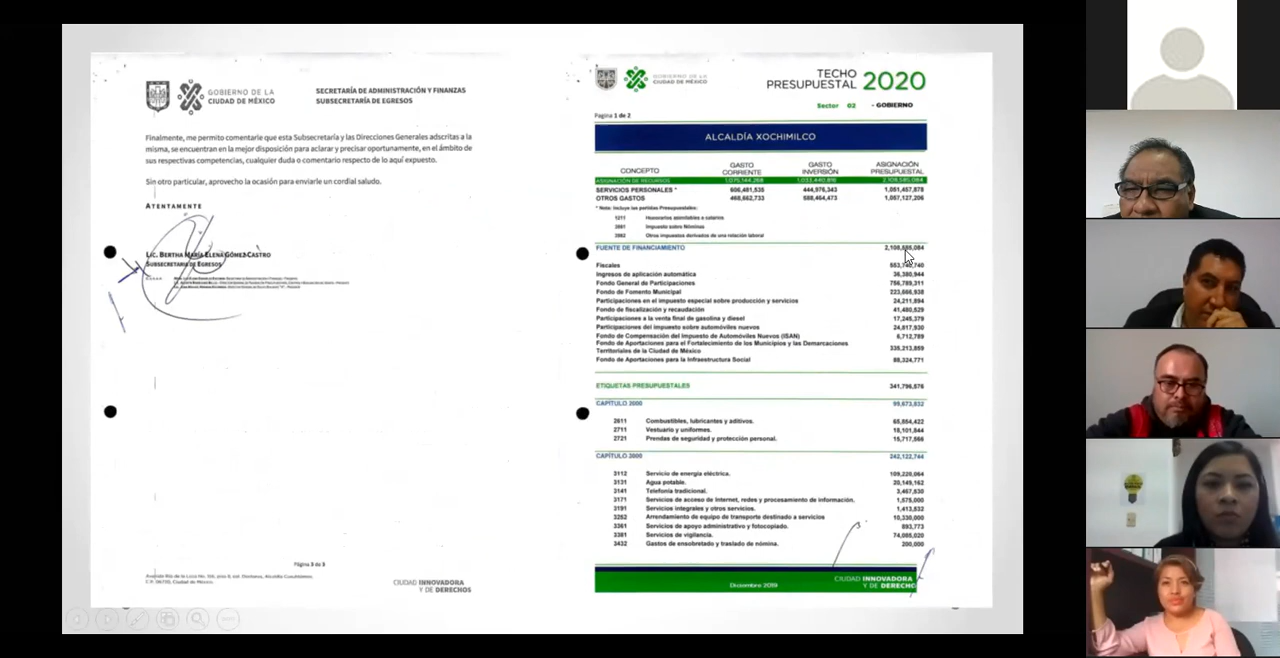 GOBIERNO DE LA
CIUDAD DE MÉXICO
SECRETARÍA DE ADMINISTRACIÓN Y FINANZAS
SUBSECRETARÍA DE EGRESOS
Finalmente, me permito comentarle que esta Subsecretaría y las Direcciones Generales adscritas a la
misma, se encuentran en la mejor disposición para aclarar y precisar oportunamente, en el ámbito de
sus respectivas competencias, cualquier duda o comentario respecto de lo aquí expuesto.
Sin otro particular, aprovecho la ocasión para enviarle un cordial saludo.
ATENTAMENTE
LIC. BERTHA MARÍA ELENA GÓMEZ CASTRO
SUBSECRETARIA DE EGRESOS
Página 3 de 3
CIUDAD INNOVADORA
Y DE DERECHOS
GOBIERNO DE LA
CIUDAD DE MÉXICO
TECHO
PRESUPUESTAL 2020
Sector 02 - GOBIERNO
Pagina 1 de 2
ALCALDÍA XOCHIMILCO
CONCEPTO GASTO CORRIENTE GASTO INVERSIÓN ASIGNACIÓN PRESUPUESTAL
ASIGNACIÓN DE RECURSOS
SERVICIOS PERSONALES * 606,481,535 444,976,343 1,051,457,878
OTROS GASTOS 468,662,733 588,464,473 1,057,127,206
* Nota: Incluye las partidas Presupuestales:
1211 Honorarios asimilables a salarios
3981 Impuesto sobre Nóminas
3982 Otros impuestos derivados de una relación laboral
FUENTE DE FINANCIAMIENTO
Fiscales
Ingresos de aplicación automática 36,380,944
Fondo General de Participaciones 756,789,311
Fondo de Fomento Municipal 223,666,938
Participaciones en el impuesto especial sobre producción y servicios 24,211,894
Fondo de fiscalización y recaudación 41,480,529
Participaciones a la venta final de gasolina y diesel 17,245,379
Participaciones del impuesto sobre automóviles nuevos 24,817,930
Fondo de Compensación del Impuesto de Automóviles Nuevos (ISAN) 6,712,789
Fondo de Aportaciones para el Fortalecimiento de los Municipios y las Demarcaciones
Territoriales de la Ciudad de México 335,213,859
Fondo de Aportaciones para la Infraestructura Social 88,324,771
ETIQUETAS PRESUPUESTALES 341,796,576
CAPÍTULO 2000 99,673,832
2611 Combustibles, lubricantes y aditivos. 65,854,422
2711 Vestuario y uniformes. 18,101,844
2721 Prendas de seguridad y protección personal. 15,717,566
CAPÍTULO 3000 242,122,744
3112 Servicio de energía eléctrica. 109,220,064
3131 Agua potable. 20,149,162
3141 Telefonía tradicional. 3,467,830
3171 Servicios de acceso de Internet, redes y procesamiento de información. 1,575,000
3191 Servicios integrales y otros servicios. 1,413,832
3252 Arrendamiento de equipo de transporte destinado a servicios 10,330,000
3361 Servicios de apoyo administrativo y fotocopiado. 893,773
3381 Servicios de vigilancia. 74,088,020
3432 Gastos de ensobretado y traslado de nómina. 200,000
Diciembre 2019
CIUDAD INNOVADORA
Y DE DERECHOS